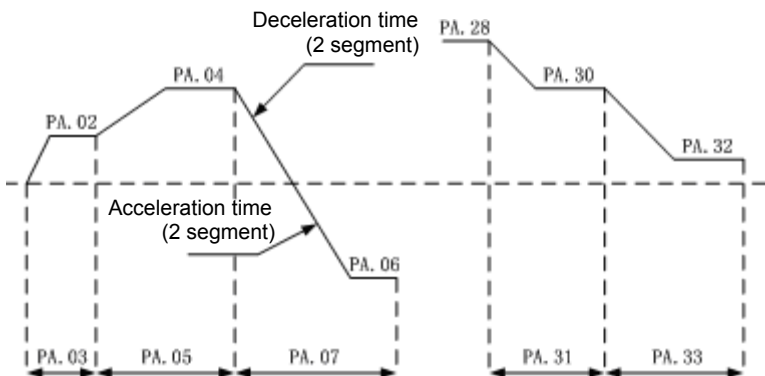 Deceleration time
(2 segment)
PA. 28
PA. 04
PA. 30
PA. 02
PA. 32
Acceleration time
(2 segment)
PA. 06
PA. 03
PA. 05
PA. 07
PA. 31
PA. 33